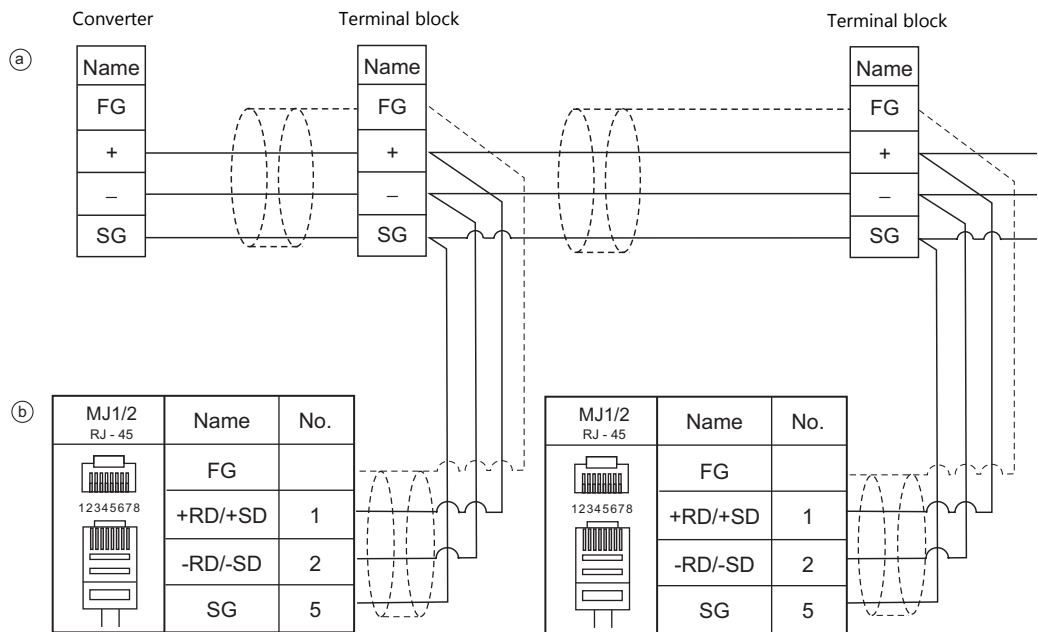 Converter Terminal block Terminal block
ⓐ
Name Name Name
FG FG FG
+ + +
− − −
SG SG SG
ⓑ
MJ1/2 Name No.
RJ - 45
FG
12345678
+RD/+SD 1
-RD/-SD 2
SG 5
MJ1/2 Name No.
RJ - 45
FG
12345678
+RD/+SD 1
-RD/-SD 2
SG 5